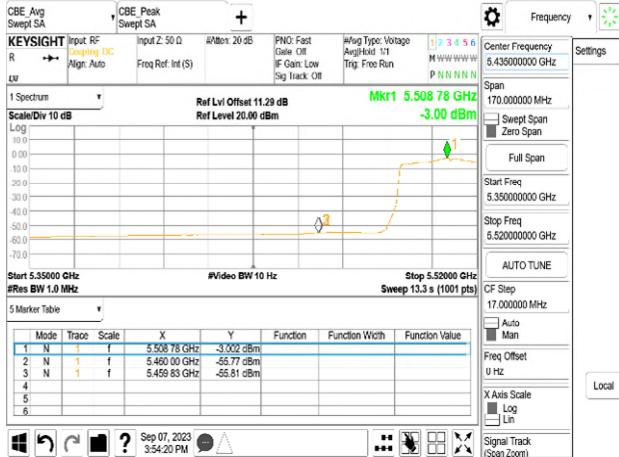 CBE_Avg
Swept SA
CBE_Peak
Swept SA
+
Frequency
KEYSIGHT
R
Input: RF
Coupling: DC
Align: Auto
Input Z: 50 Ω
Freq Ref: Int (S)
#Atten: 20 dB
PNO: Fast
Gate: Off
IF Gain: Low
Sig Track: Off
#Avg Type: Voltage
Avg|Hold: 1/1
Trig: Free Run
1 2 3 4 5 6
M W W W W W
P N N N N N
Center Frequency
5.435000000 GHz
Settings
Span
170.000000 MHz
Swept Span
Zero Span
Full Span
Start Freq
5.350000000 GHz
Stop Freq
5.520000000 GHz
AUTO TUNE
CF Step
17.000000 MHz
Auto
Man
Freq Offset
0 Hz
X Axis Scale
Log
Lin
Signal Track
(Span Zoom)
Local
1 Spectrum
Scale/Div 10 dB
Ref Lvl Offset 11.29 dB
Ref Level 20.00 dBm
Mkr1 5.508 78 GHz
-3.00 dBm
Log
10.0
0.00
-10.0
-20.0
-30.0
-40.0
-50.0
-60.0
-70.0
1
3
Start 5.35000 GHz
#Res BW 1.0 MHz
#Video BW 10 Hz
Stop 5.52000 GHz
Sweep 13.3 s (1001 pts)
5 Marker Table
Mode Trace Scale X Y Function Function Width Function Value
1 N 1 f 5.508 78 GHz -3.002 dBm
2 N 1 f 5.460 00 GHz -55.77 dBm
3 N 1 f 5.459 83 GHz -55.81 dBm
4
5
6
?
Sep 07, 2023
3:54:20 PM